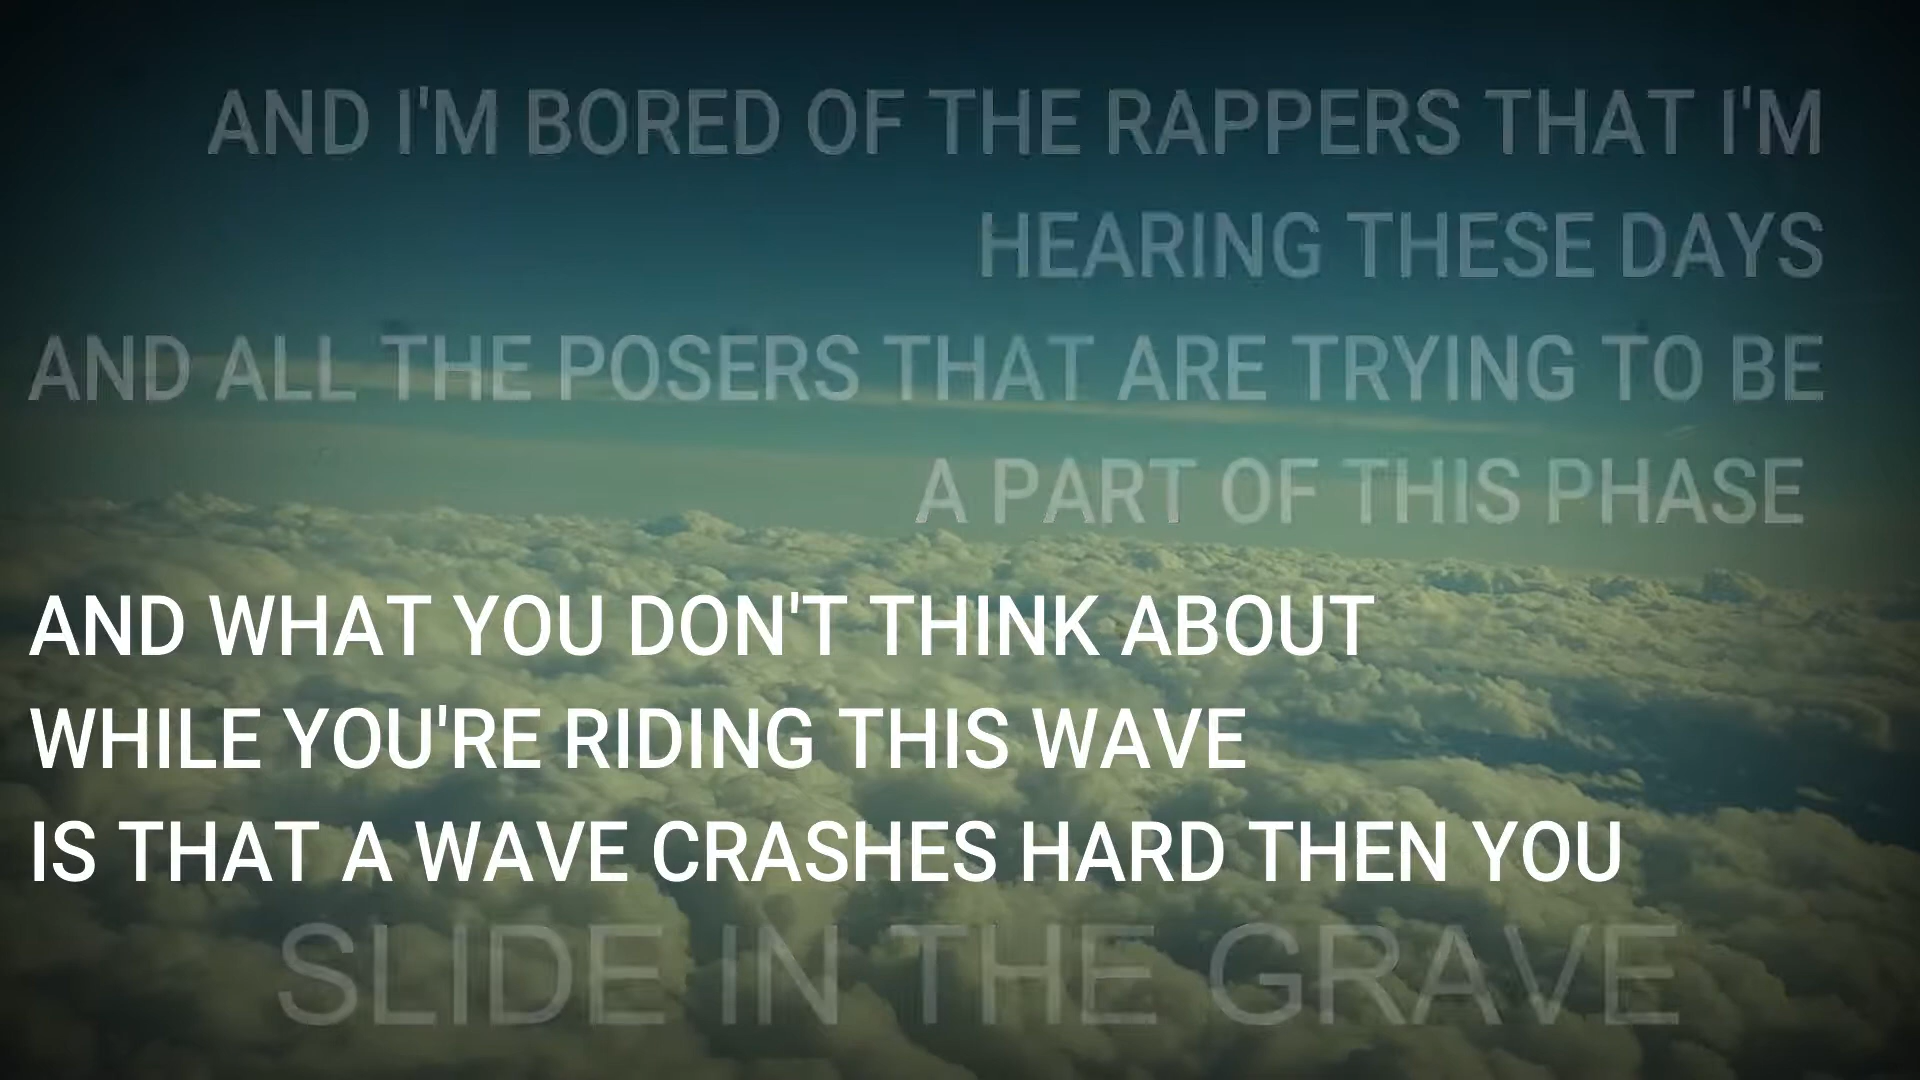 AND I'M BORED OF THE RAPPERS THAT I'M
HEARING THESE DAYS
AND ALL THE POSERS THAT ARE TRYING TO BE
A PART OF THIS PHASE
AND WHAT YOU DON'T THINK ABOUT
WHILE YOU'RE RIDING THIS WAVE
IS THAT A WAVE CRASHES HARD THEN YOU
SLIDE IN THE GRAVE